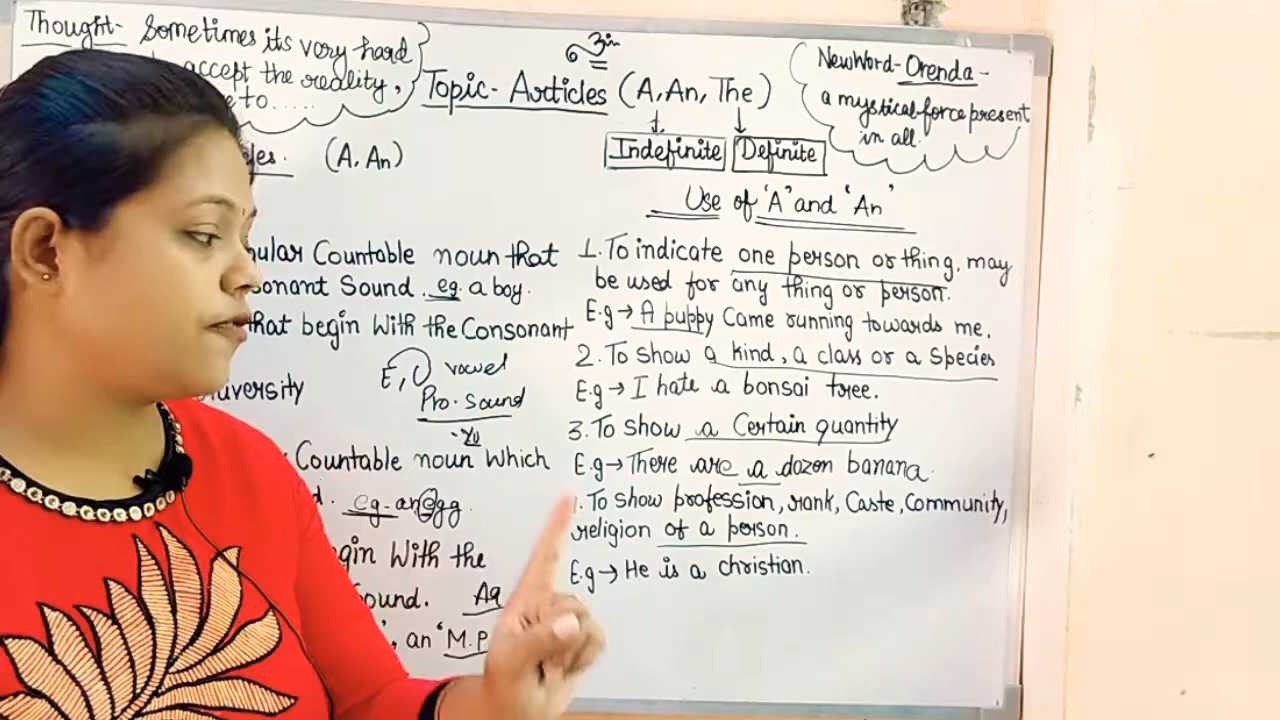 Thought- Sometimes its very hard
accept the reality,
to.....
Topic- Articles (A, An, The)
Indefinite Definite
New Word- Orenda-
a mystical force present
in all.
(A, An)
Use of 'A' and 'An'
Countable noun that
Sound. eg. a boy.
that begin With the Consonant
E, O vowel
Pro. Sound
Yu
Countable noun Which
eg- an egg.
With the
Sound.
, an 'M.P
1. To indicate one person or thing, may
be used for any thing or person.
E.g → A puppy Came running towards me.
2. To Show a kind, a class or a Species
E.g → I hate a bonsai tree.
3. To Show a Certain quantity
E.g → There are a dozen banana.
To Show profession, rank, Caste, Community,
religion of a person.
E.g → He is a christian.